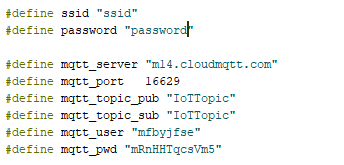 #define ssid "ssid"
#define password "password"
#define mqtt_server "m14.cloudmqtt.com"
#define mqtt_port 16629
#define mqtt_topic_pub "IoTTopic"
#define mqtt_topic_sub "IoTTopic"
#define mqtt_user "mfbyjfse"
#define mqtt_pwd "mRnHHTqcsVm5"